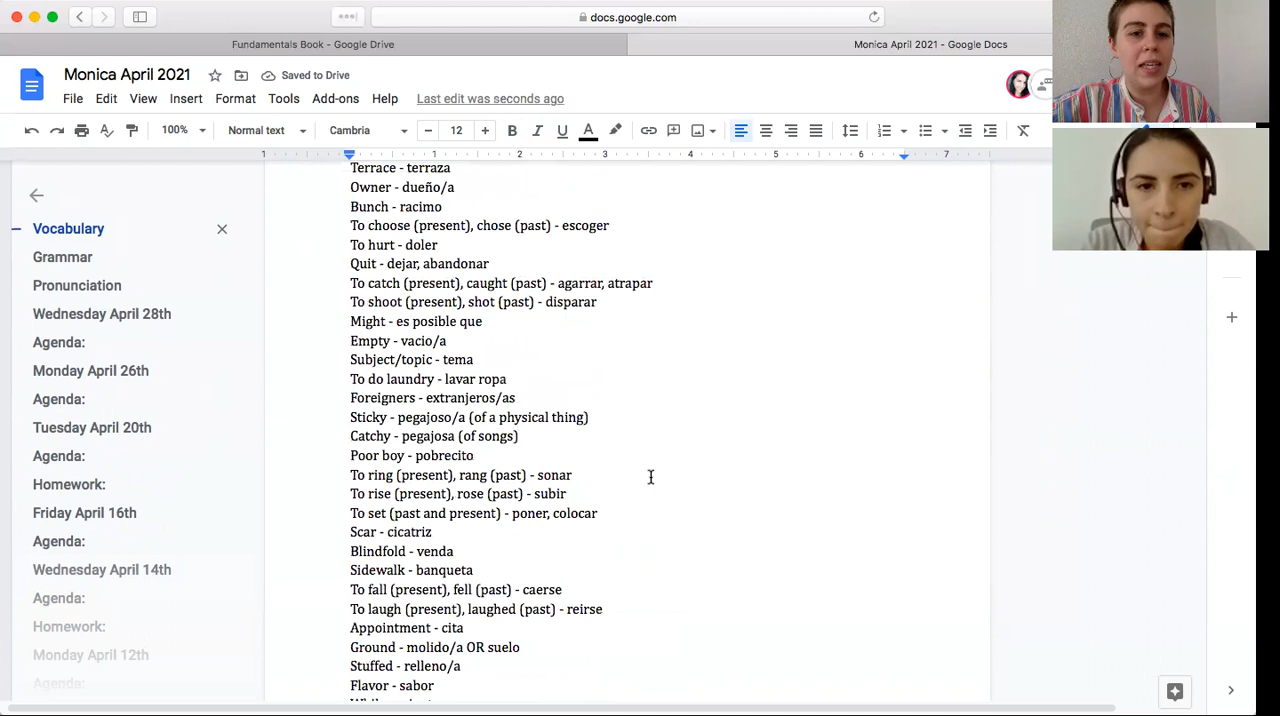 docs.google.com
Fundamentals Book - Google Drive
Monica April 2021 - Google Docs
Monica April 2021
Saved to Drive
File Edit View Insert Format Tools Add-ons Help Last edit was seconds ago
100% Normal text Cambria 12 B I U A
1 1 2 3 4 5 6 7
Vocabulary
Grammar
Pronunciation
Wednesday April 28th
Agenda:
Monday April 26th
Agenda:
Tuesday April 20th
Agenda:
Homework:
Friday April 16th
Agenda:
Wednesday April 14th
Agenda:
Homework:
Monday April 12th
Agenda:
Terrace - terraza
Owner - dueño/a
Bunch - racimo
To choose (present), chose (past) - escoger
To hurt - doler
Quit - dejar, abandonar
To catch (present), caught (past) - agarrar, atrapar
To shoot (present), shot (past) - disparar
Might - es posible que
Empty - vacio/a
Subject/topic - tema
To do laundry - lavar ropa
Foreigners - extranjeros/as
Sticky - pegajoso/a (of a physical thing)
Catchy - pegajosa (of songs)
Poor boy - pobrecito
To ring (present), rang (past) - sonar
To rise (present), rose (past) - subir
To set (past and present) - poner, colocar
Scar - cicatriz
Blindfold - venda
Sidewalk - banqueta
To fall (present), fell (past) - caerse
To laugh (present), laughed (past) - reirse
Appointment - cita
Ground - molido/a OR suelo
Stuffed - relleno/a
Flavor - sabor